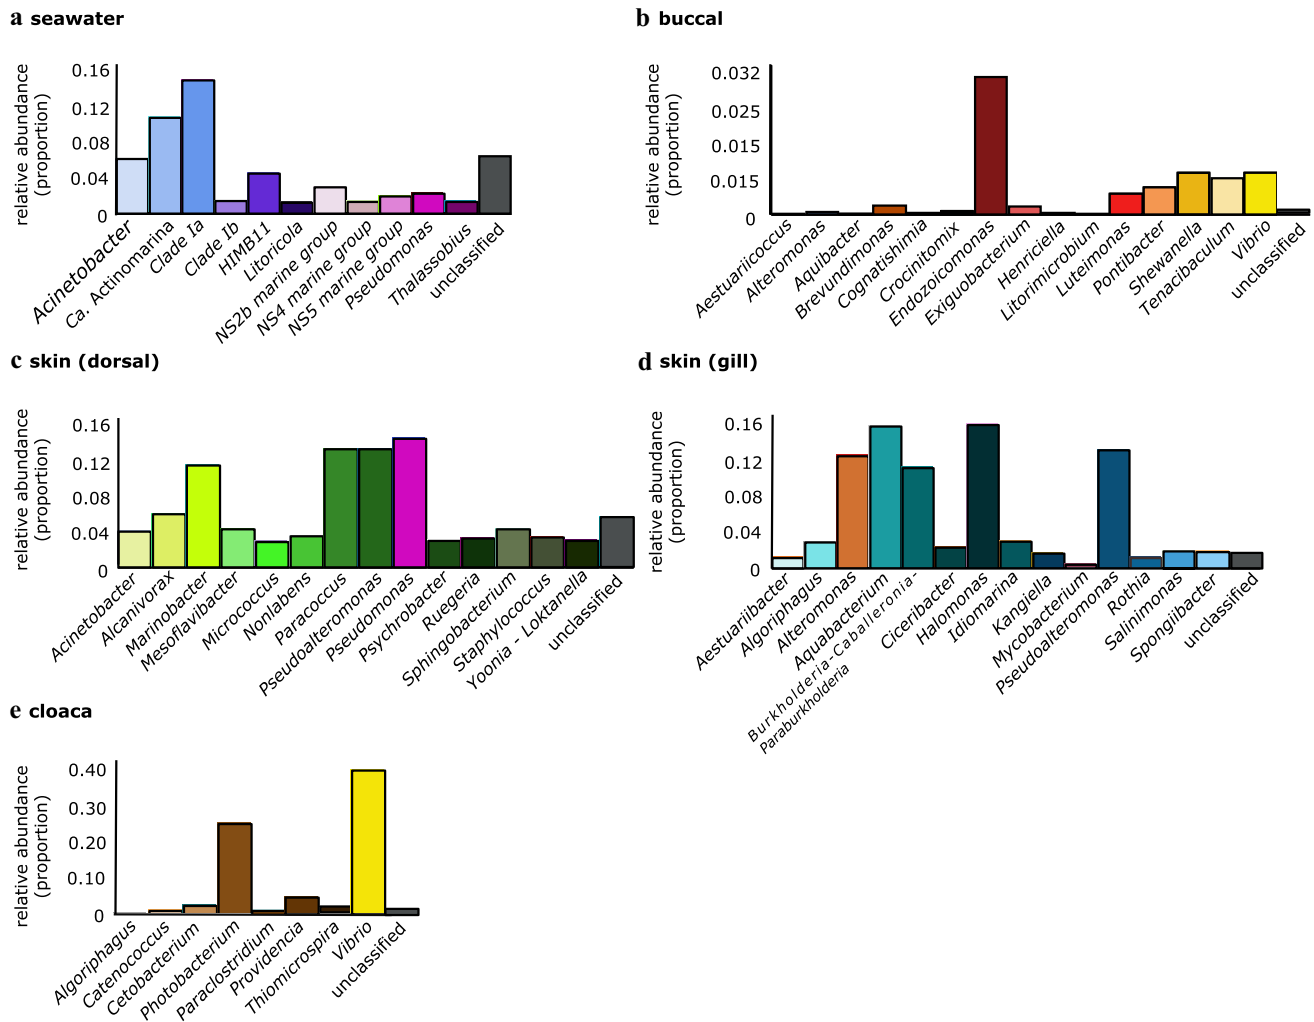 a seawater
relative abundance
(proportion)
0.16
0.12
0.08
0.04
0
Acinetobacter
Ca. Actinomarina
Clade Ia
Clade Ib
HIMB11
Litoricola
NS2b marine group
NS4 marine group
NS5 marine group
Pseudomonas
Thalassobius
unclassified
b buccal
relative abundance
(proportion)
0.032
0.025
0.015
0.015
0
Aestuariicoccus
Alteromonas
Aquibacter
Brevundimonas
Cognatishimia
Crocinitomix
Endozoicomonas
Exiguobacterium
Henriciella
Litorimicrobium
Luteimonas
Pontibacter
Shewanella
Tenacibaculum
Vibrio
unclassified
c skin (dorsal)
relative abundance
(proportion)
0.16
0.12
0.08
0.04
0
Acinetobacter
Alcanivorax
Marinobacter
Mesoflavibacter
Micrococcus
Nonlabens
Paracoccus
Pseudoalteromonas
Pseudomonas
Psychrobacter
Ruegeria
Sphingobacterium
Staphylococcus
Yoonia - Loktanella
unclassified
d skin (gill)
relative abundance
(proportion)
0.16
0.12
0.08
0.04
0
Aestuariibacter
Algoriphagus
Alteromonas
Aquabacterium
Burkholderia-Caballeronia-
Paraburkholderia
Ciceribacter
Halomonas
Idiomarina
Kangiella
Mycobacterium
Pseudoalteromonas
Rothia
Salinimonas
Spongiibacter
unclassified
e cloaca
relative abundance
(proportion)
0.40
0.30
0.20
0.10
0
Algoriphagus
Catenococcus
Cetobacterium
Photobacterium
Paraclostridium
Providencia
Thiomicrospira
Vibrio
unclassified